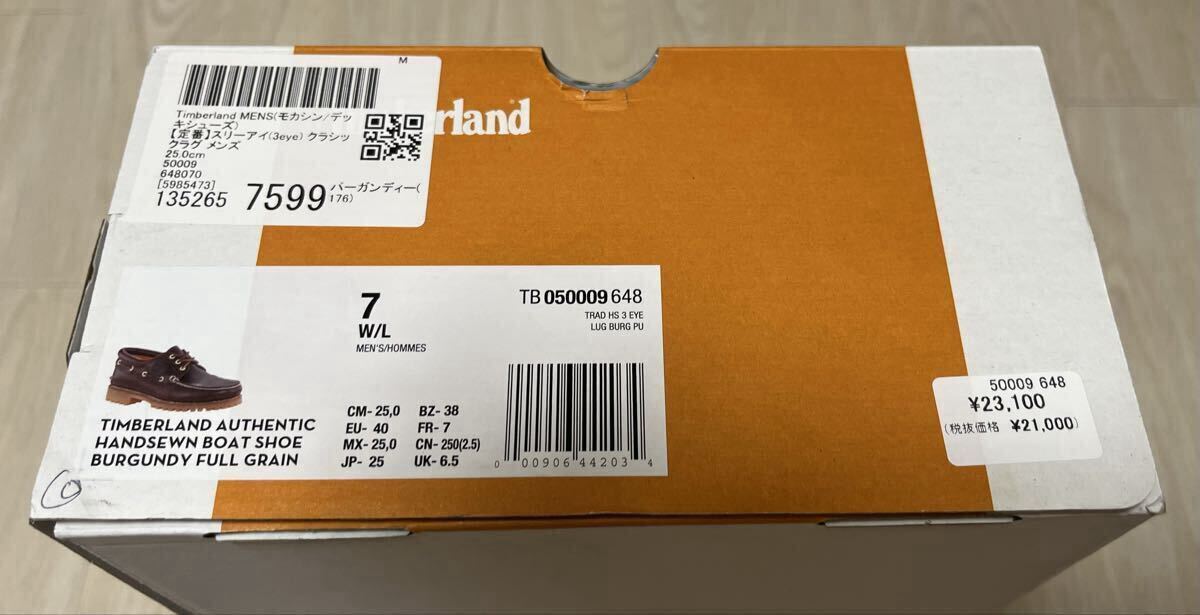 M
Timberland MENS(モカシン/デッ
キシューズ)
【定番】スリーアイ(3eye) クラシッ
クラグ メンズ
25.0cm
50009
648070
[5985473]
135265 7599 バーガンディー(
176)
rland
7
W/L
MEN'S/HOMMES
TB 050009 648
TRAD HS 3 EYE
LUG BURG PU
TIMBERLAND AUTHENTIC
HANDSEWN BOAT SHOE
BURGUNDY FULL GRAIN
CM- 25,0 BZ- 38
EU- 40 FR- 7
MX- 25,0 CN- 250(2.5)
JP- 25 UK- 6.5
0 00906 44203 4
50009 648
¥23,100
(税抜価格 ¥21,000)